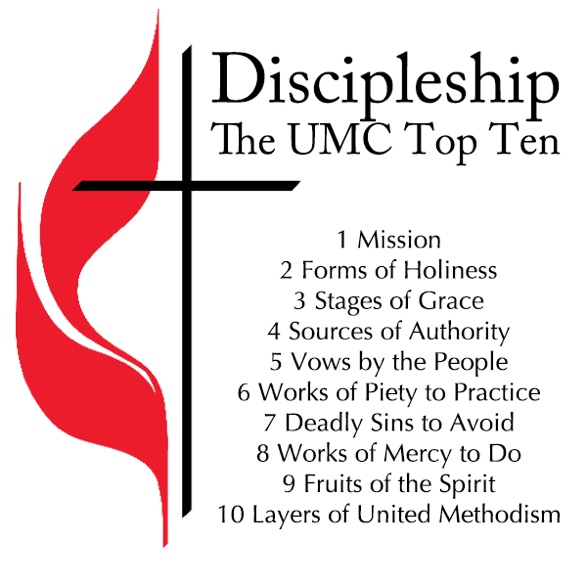 Discipleship
The UMC Top Ten
1 Mission
2 Forms of Holiness
3 Stages of Grace
4 Sources of Authority
5 Vows by the People
6 Works of Piety to Practice
7 Deadly Sins to Avoid
8 Works of Mercy to Do
9 Fruits of the Spirit
10 Layers of United Methodism